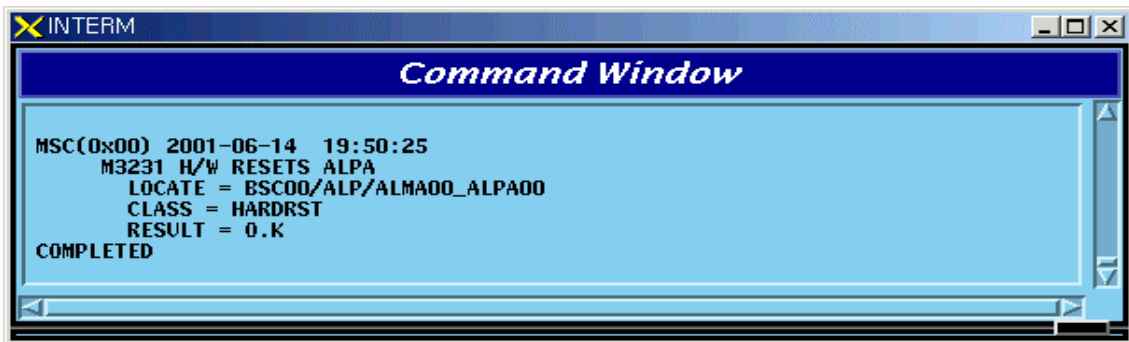 INTERM
Command Window
MSC(0x00) 2001-06-14 19:50:25
M3231 H/W RESETS ALPA
LOCATE = BSC00/ALP/ALMA00_ALPA00
CLASS = HARDRST
RESULT = O.K
COMPLETED